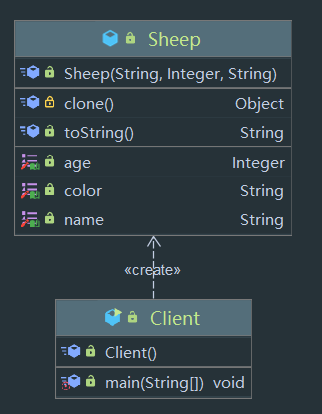 Sheep
Sheep(String, Integer, String)
clone() Object
toString() String
age Integer
color String
name String
«create»
Client
Client()
main(String[]) void